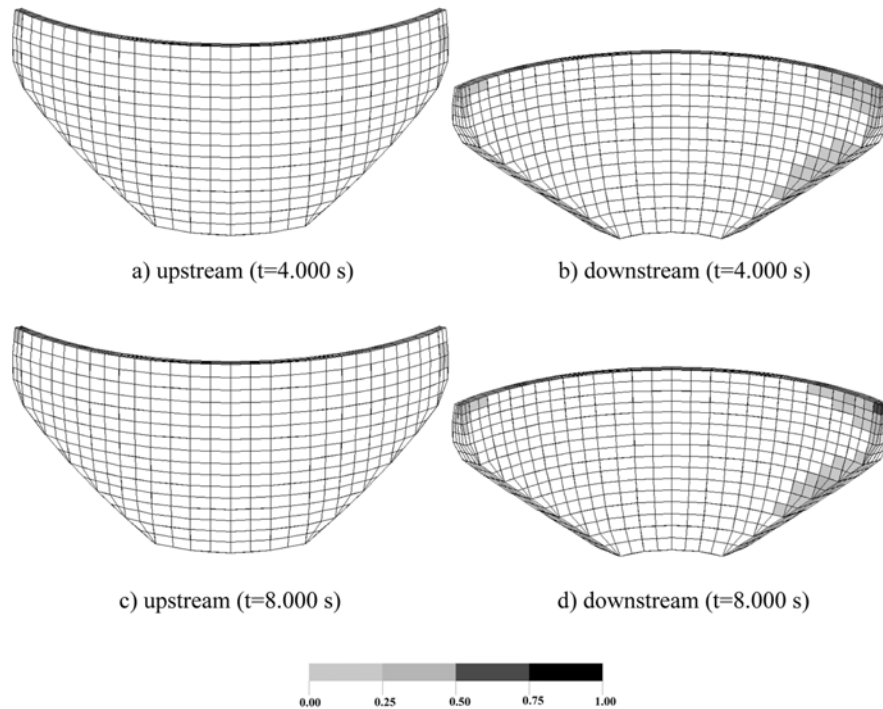 a) upstream (t=4.000 s)
b) downstream (t=4.000 s)
c) upstream (t=8.000 s)
d) downstream (t=8.000 s)
0.00 0.25 0.50 0.75 1.00